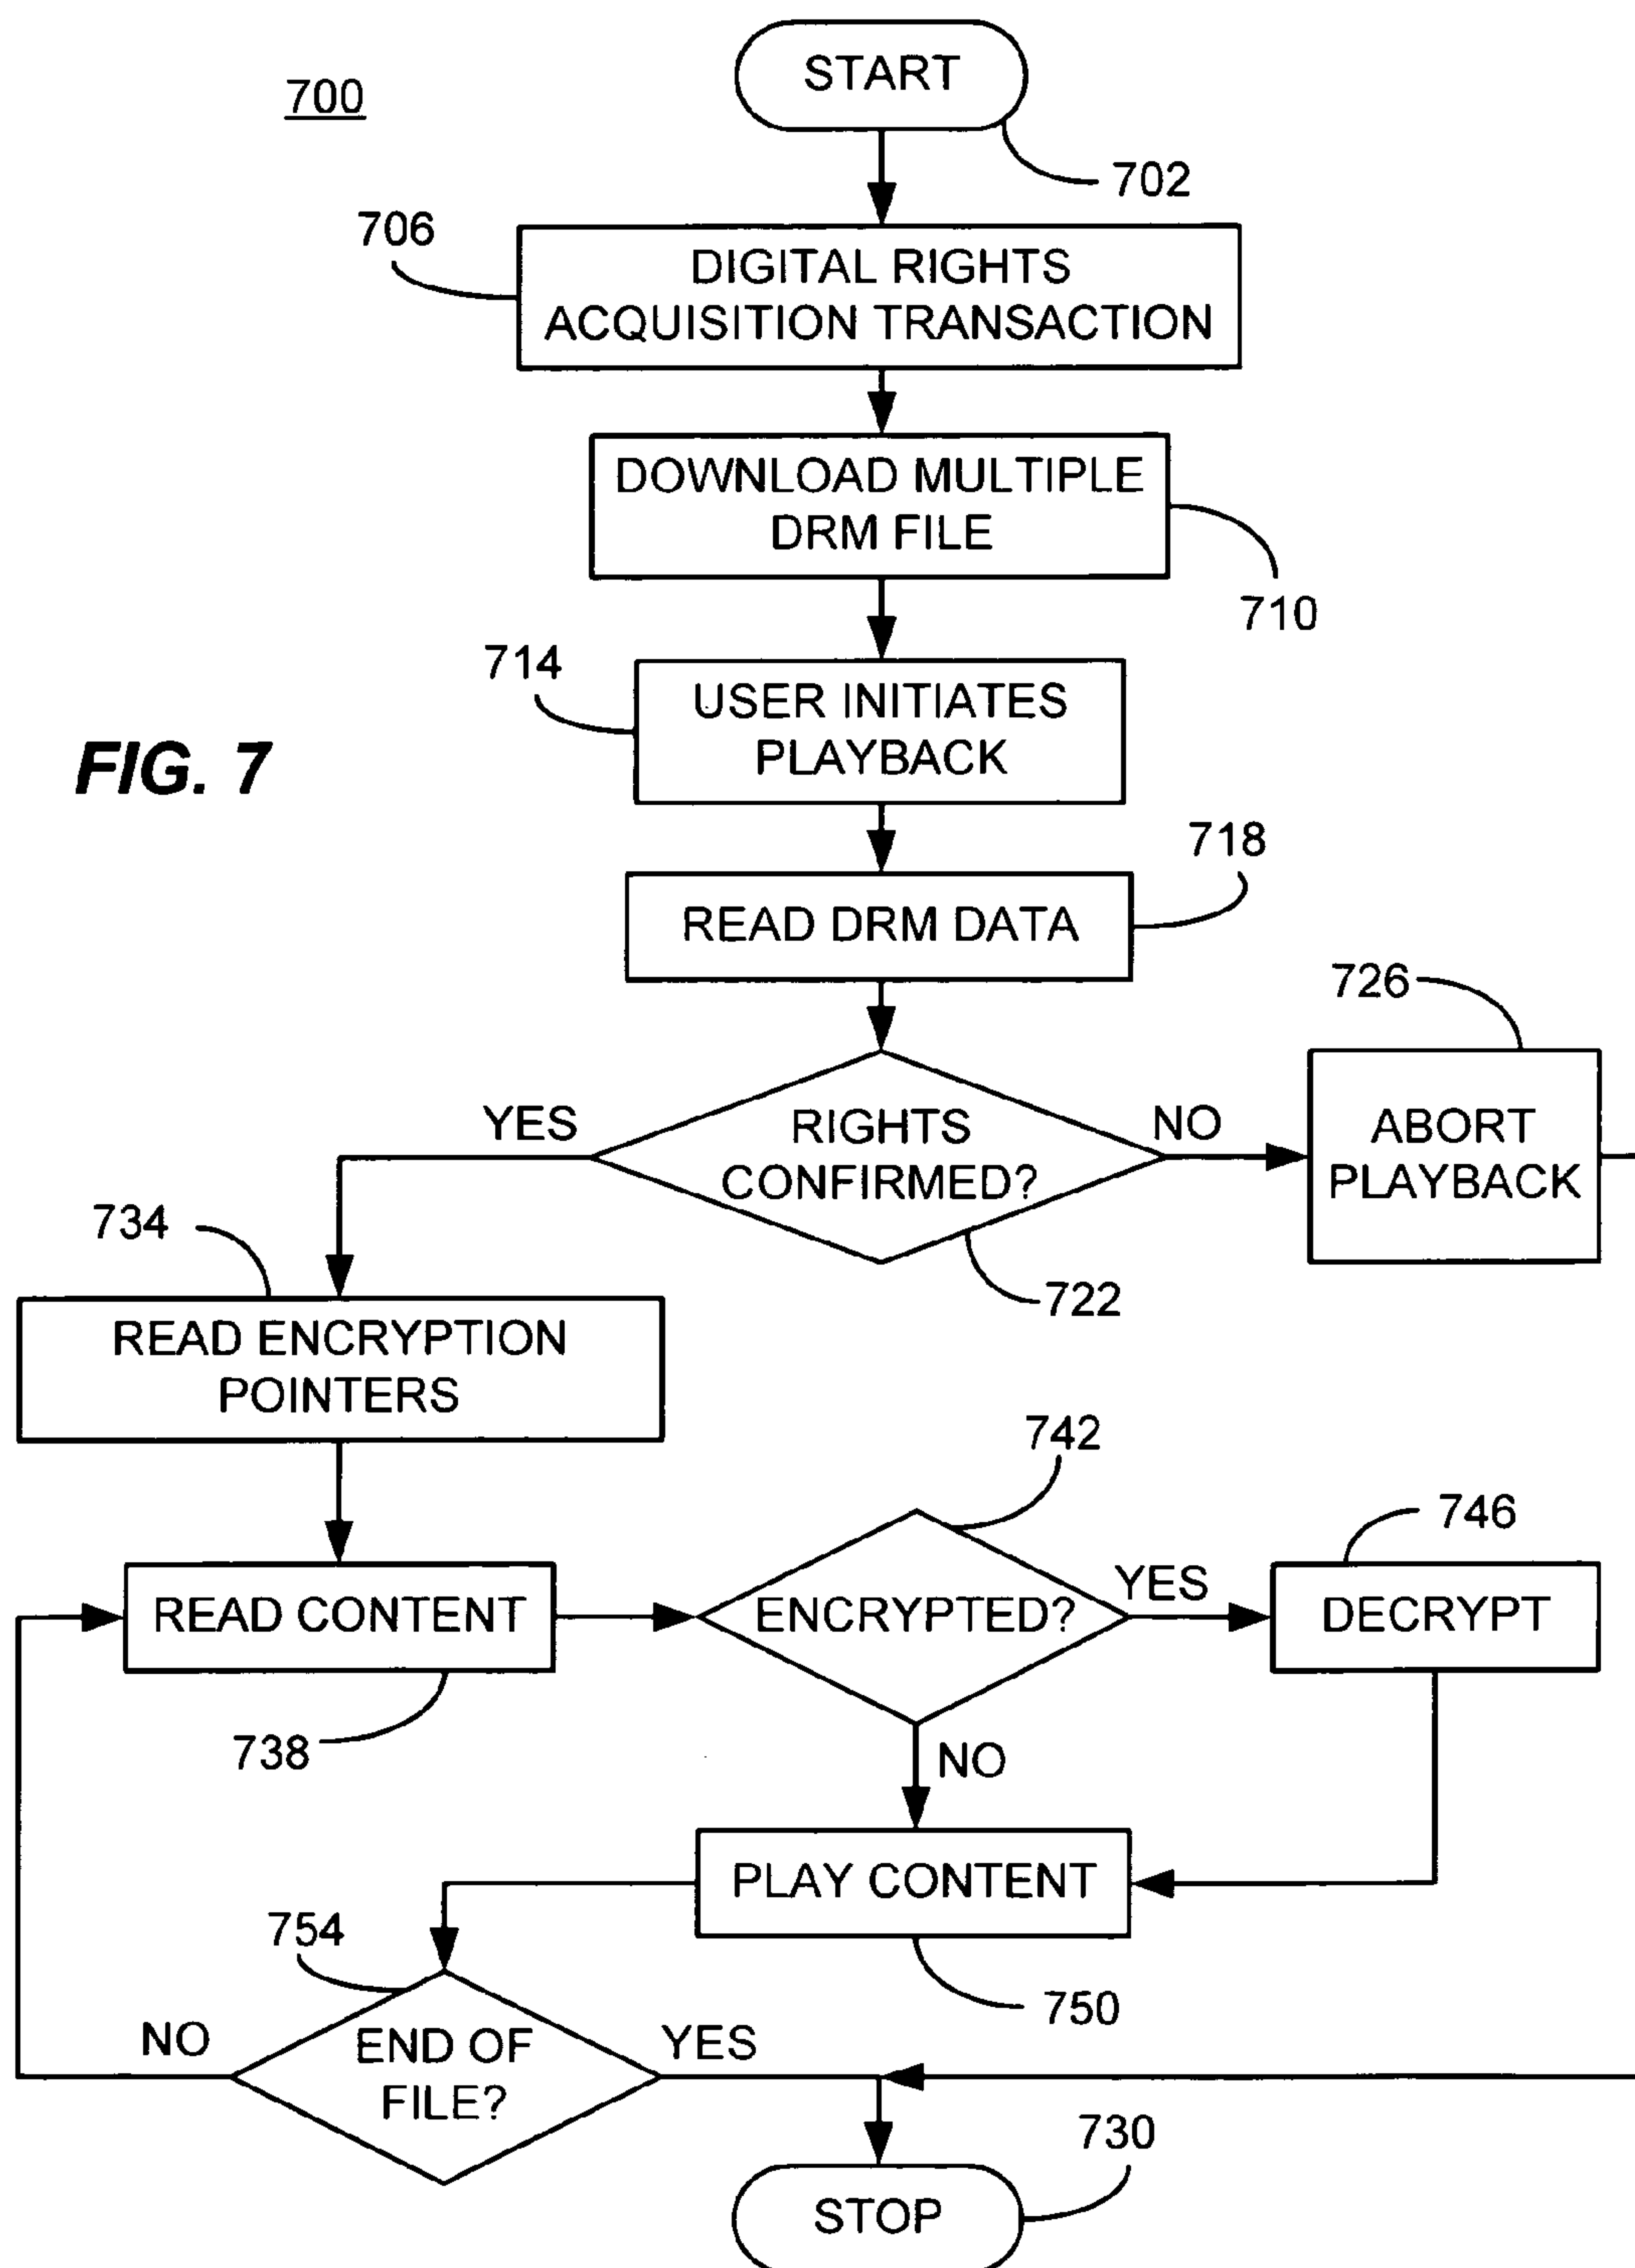 START
700
702
706
DIGITAL RIGHTS
ACQUISITION TRANSACTION
DOWNLOAD MULTIPLE
DRM FILE
710
714
USER INITIATES
PLAYBACK
FIG. 7
718
READ DRM DATA
726
YES
RIGHTS
CONFIRMED?
NO
ABORT
PLAYBACK
734
722
READ ENCRYPTION
POINTERS
742
746
READ CONTENT
ENCRYPTED?
YES
DECRYPT
738
NO
PLAY CONTENT
754
750
NO
END OF
FILE?
YES
730
STOP